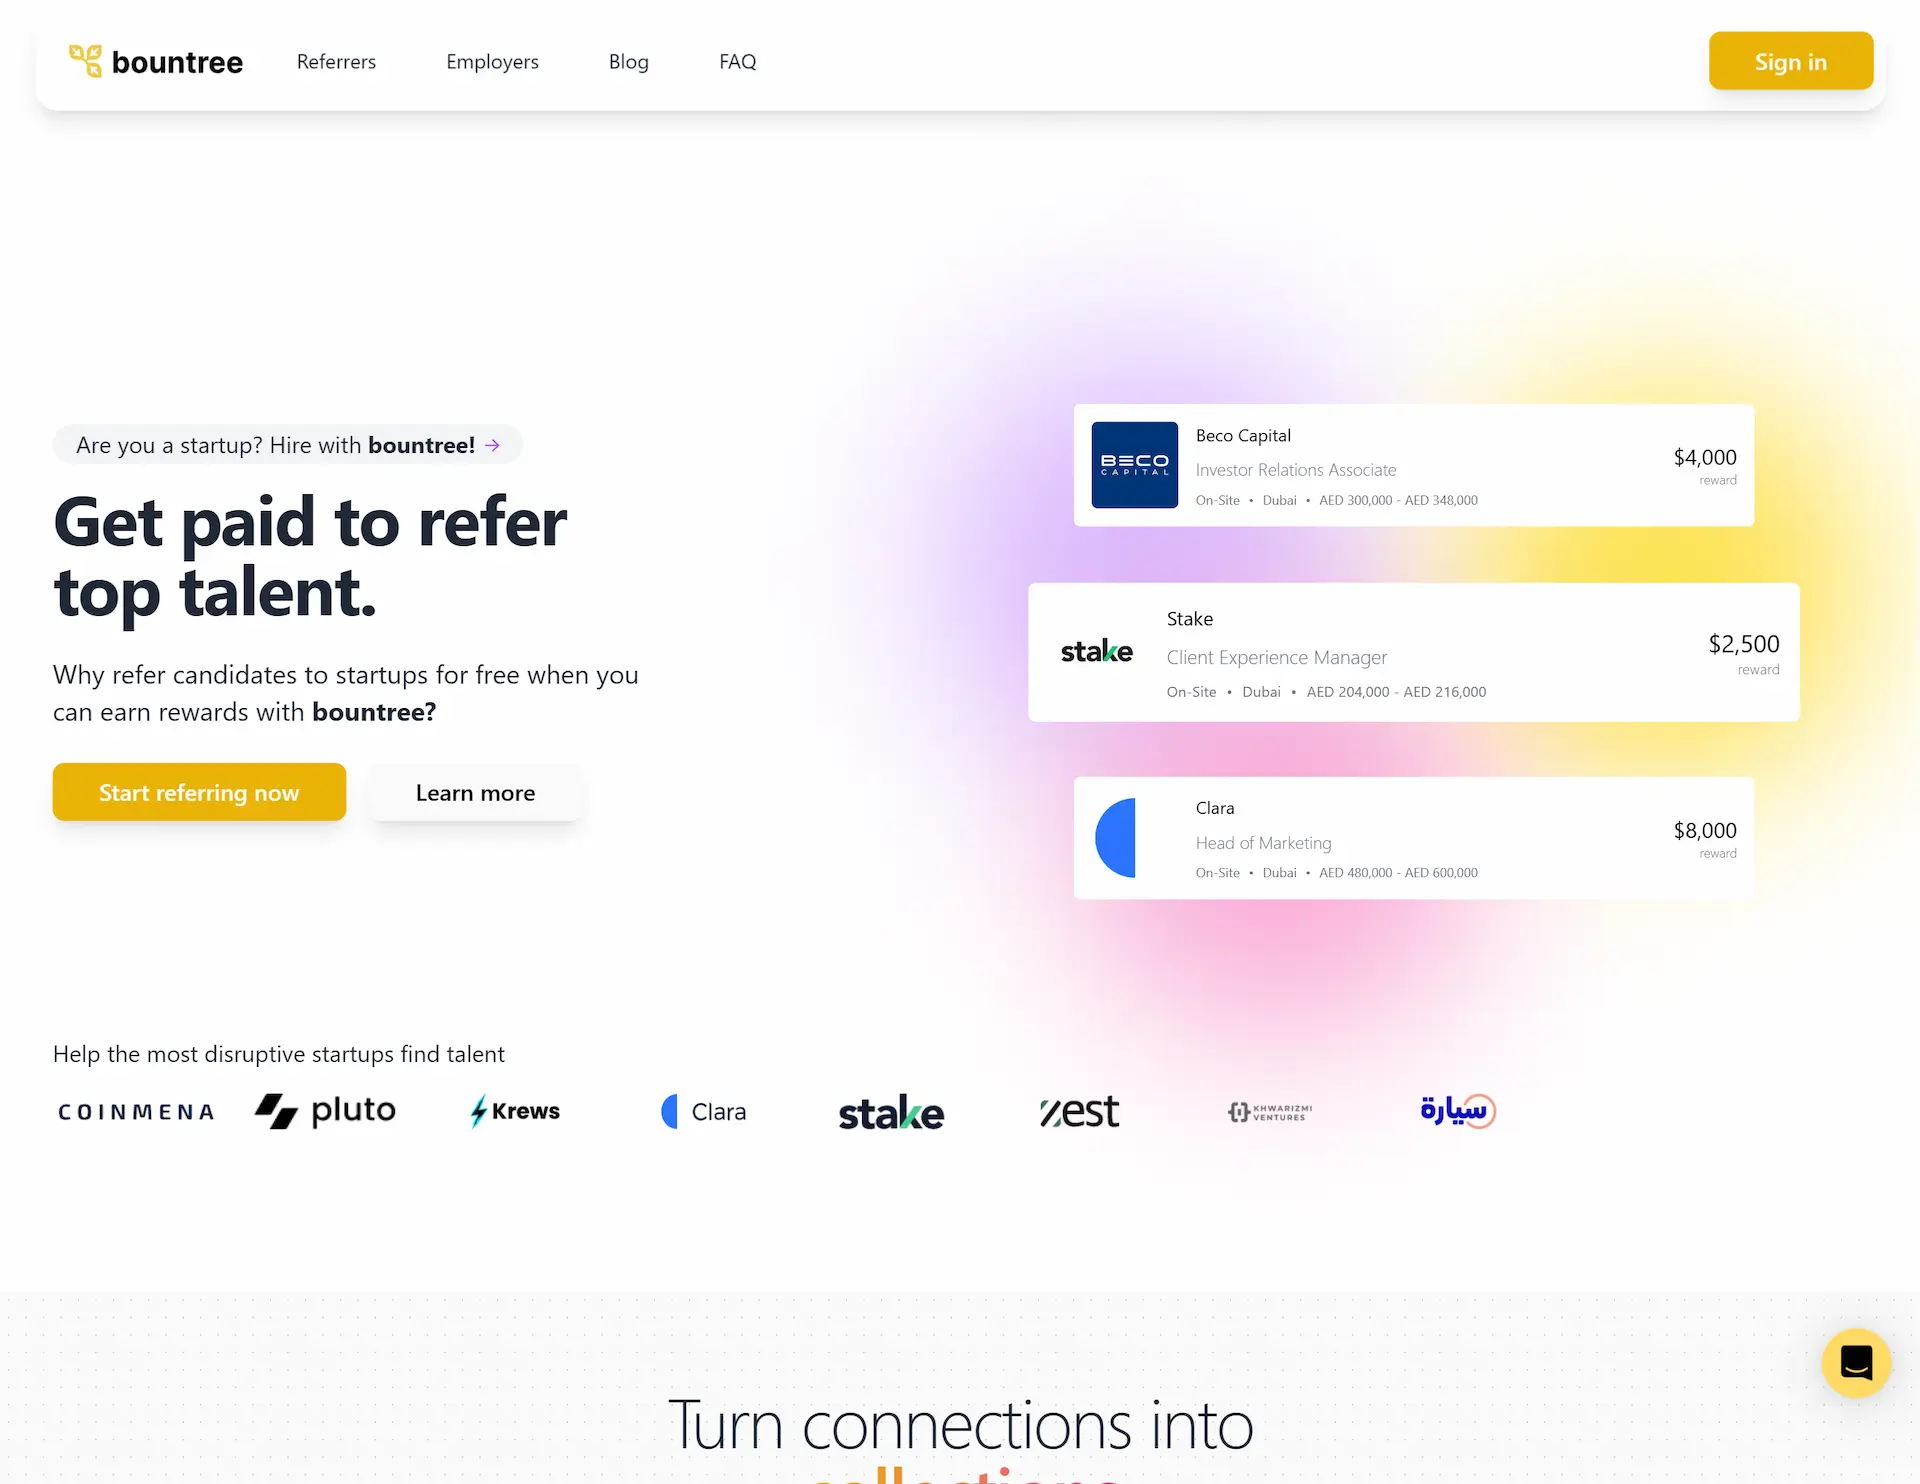 bountree
Referrers
Employers
Blog
FAQ
Sign in
Are you a startup? Hire with bountree! →
Get paid to refer
top talent.
Why refer candidates to startups for free when you
can earn rewards with bountree?
Start referring now
Learn more
BECO
CAPITAL
Beco Capital
Investor Relations Associate
On-Site • Dubai • AED 300,000 - AED 348,000
$4,000
reward
stake
Stake
Client Experience Manager
On-Site • Dubai • AED 204,000 - AED 216,000
$2,500
reward
Clara
Head of Marketing
On-Site • Dubai • AED 480,000 - AED 600,000
$8,000
reward
Help the most disruptive startups find talent
COINMENA
pluto
Krews
Clara
stake
zest
KHWARIZMI
VENTURES
سيارة
Turn connections into
collections